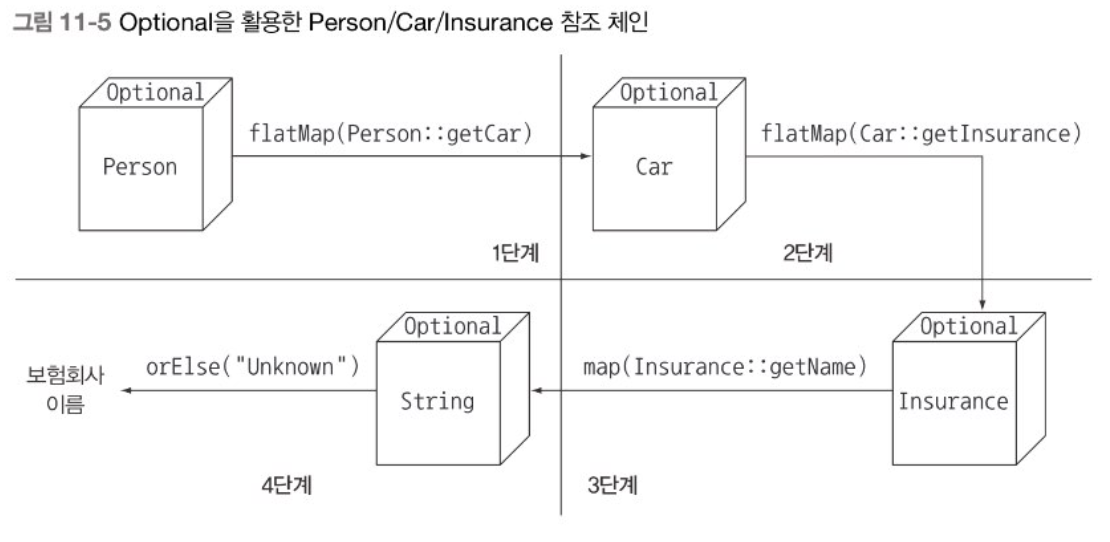 그림 11-5 Optional을 활용한 Person/Car/Insurance 참조 체인
Optional
Person
flatMap(Person::getCar)
1단계
Optional
Car
flatMap(Car::getInsurance)
2단계
Optional
Insurance
map(Insurance::getName)
3단계
Optional
String
orElse("Unknown")
보험회사
이름
4단계